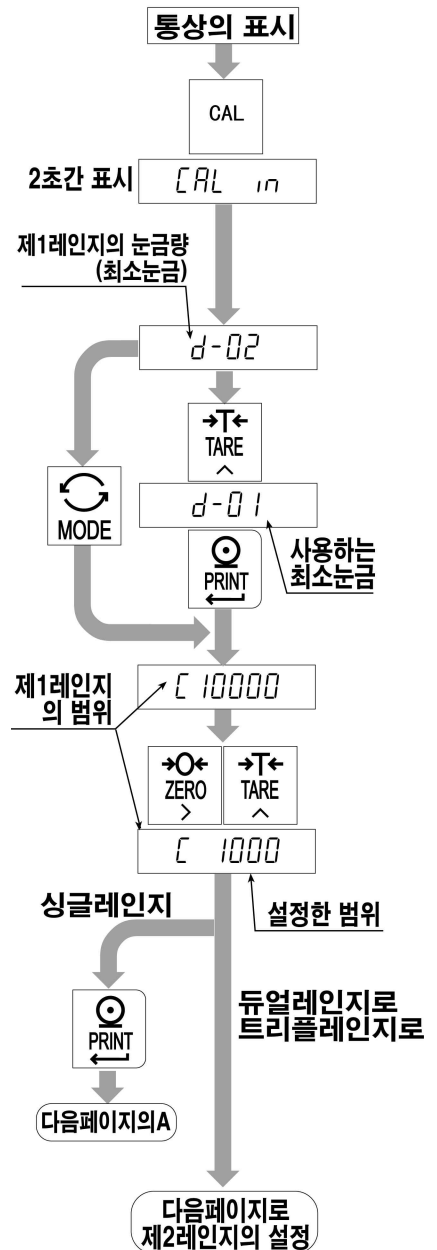 통상의 표시
CAL
2초간 표시
CAL in
제1레인지의 눈금량
(최소눈금)
d-02
→T←
TARE
MODE
d-01
PRINT
사용하는
최소눈금
제1레인지
의 범위
C 10000
→O←
ZERO
→T←
TARE
C 1000
싱글레인지
설정한 범위
PRINT
듀얼레인지로
트리플레인지로
다음페이지의A
다음페이지로
제2레인지의 설정